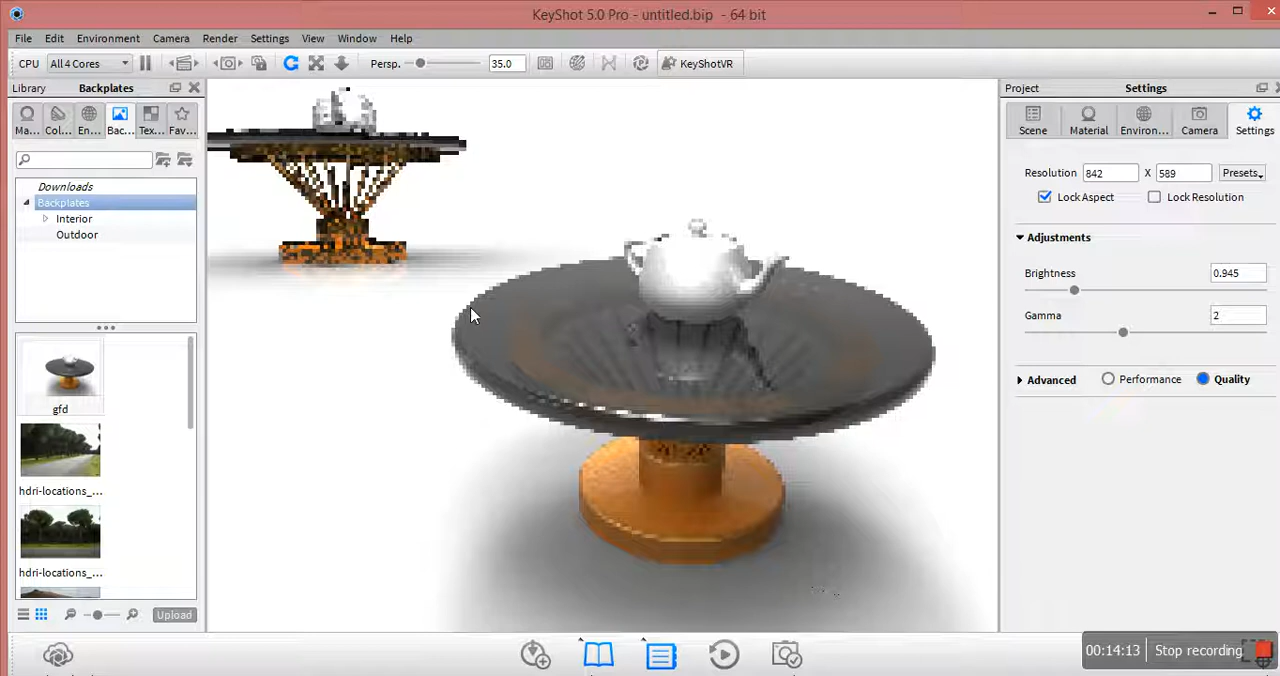 KeyShot 5.0 Pro - untitled.bip - 64 bit
File Edit Environment Camera Render Settings View Window Help
CPU All 4 Cores Persp. 35.0 KeyShotVR
Library Backplates Project Settings
Ma... Col... En... Bac... Tex... Fav... Scene Material Environ... Camera Settings
Downloads
Backplates
Interior
Outdoor
gfd
hdri-locations_...
hdri-locations_...
Upload
Resolution 842 X 589 Presets
Lock Aspect Lock Resolution
Adjustments
Brightness 0.945
Gamma 2
Advanced Performance Quality
00:14:13 Stop recording